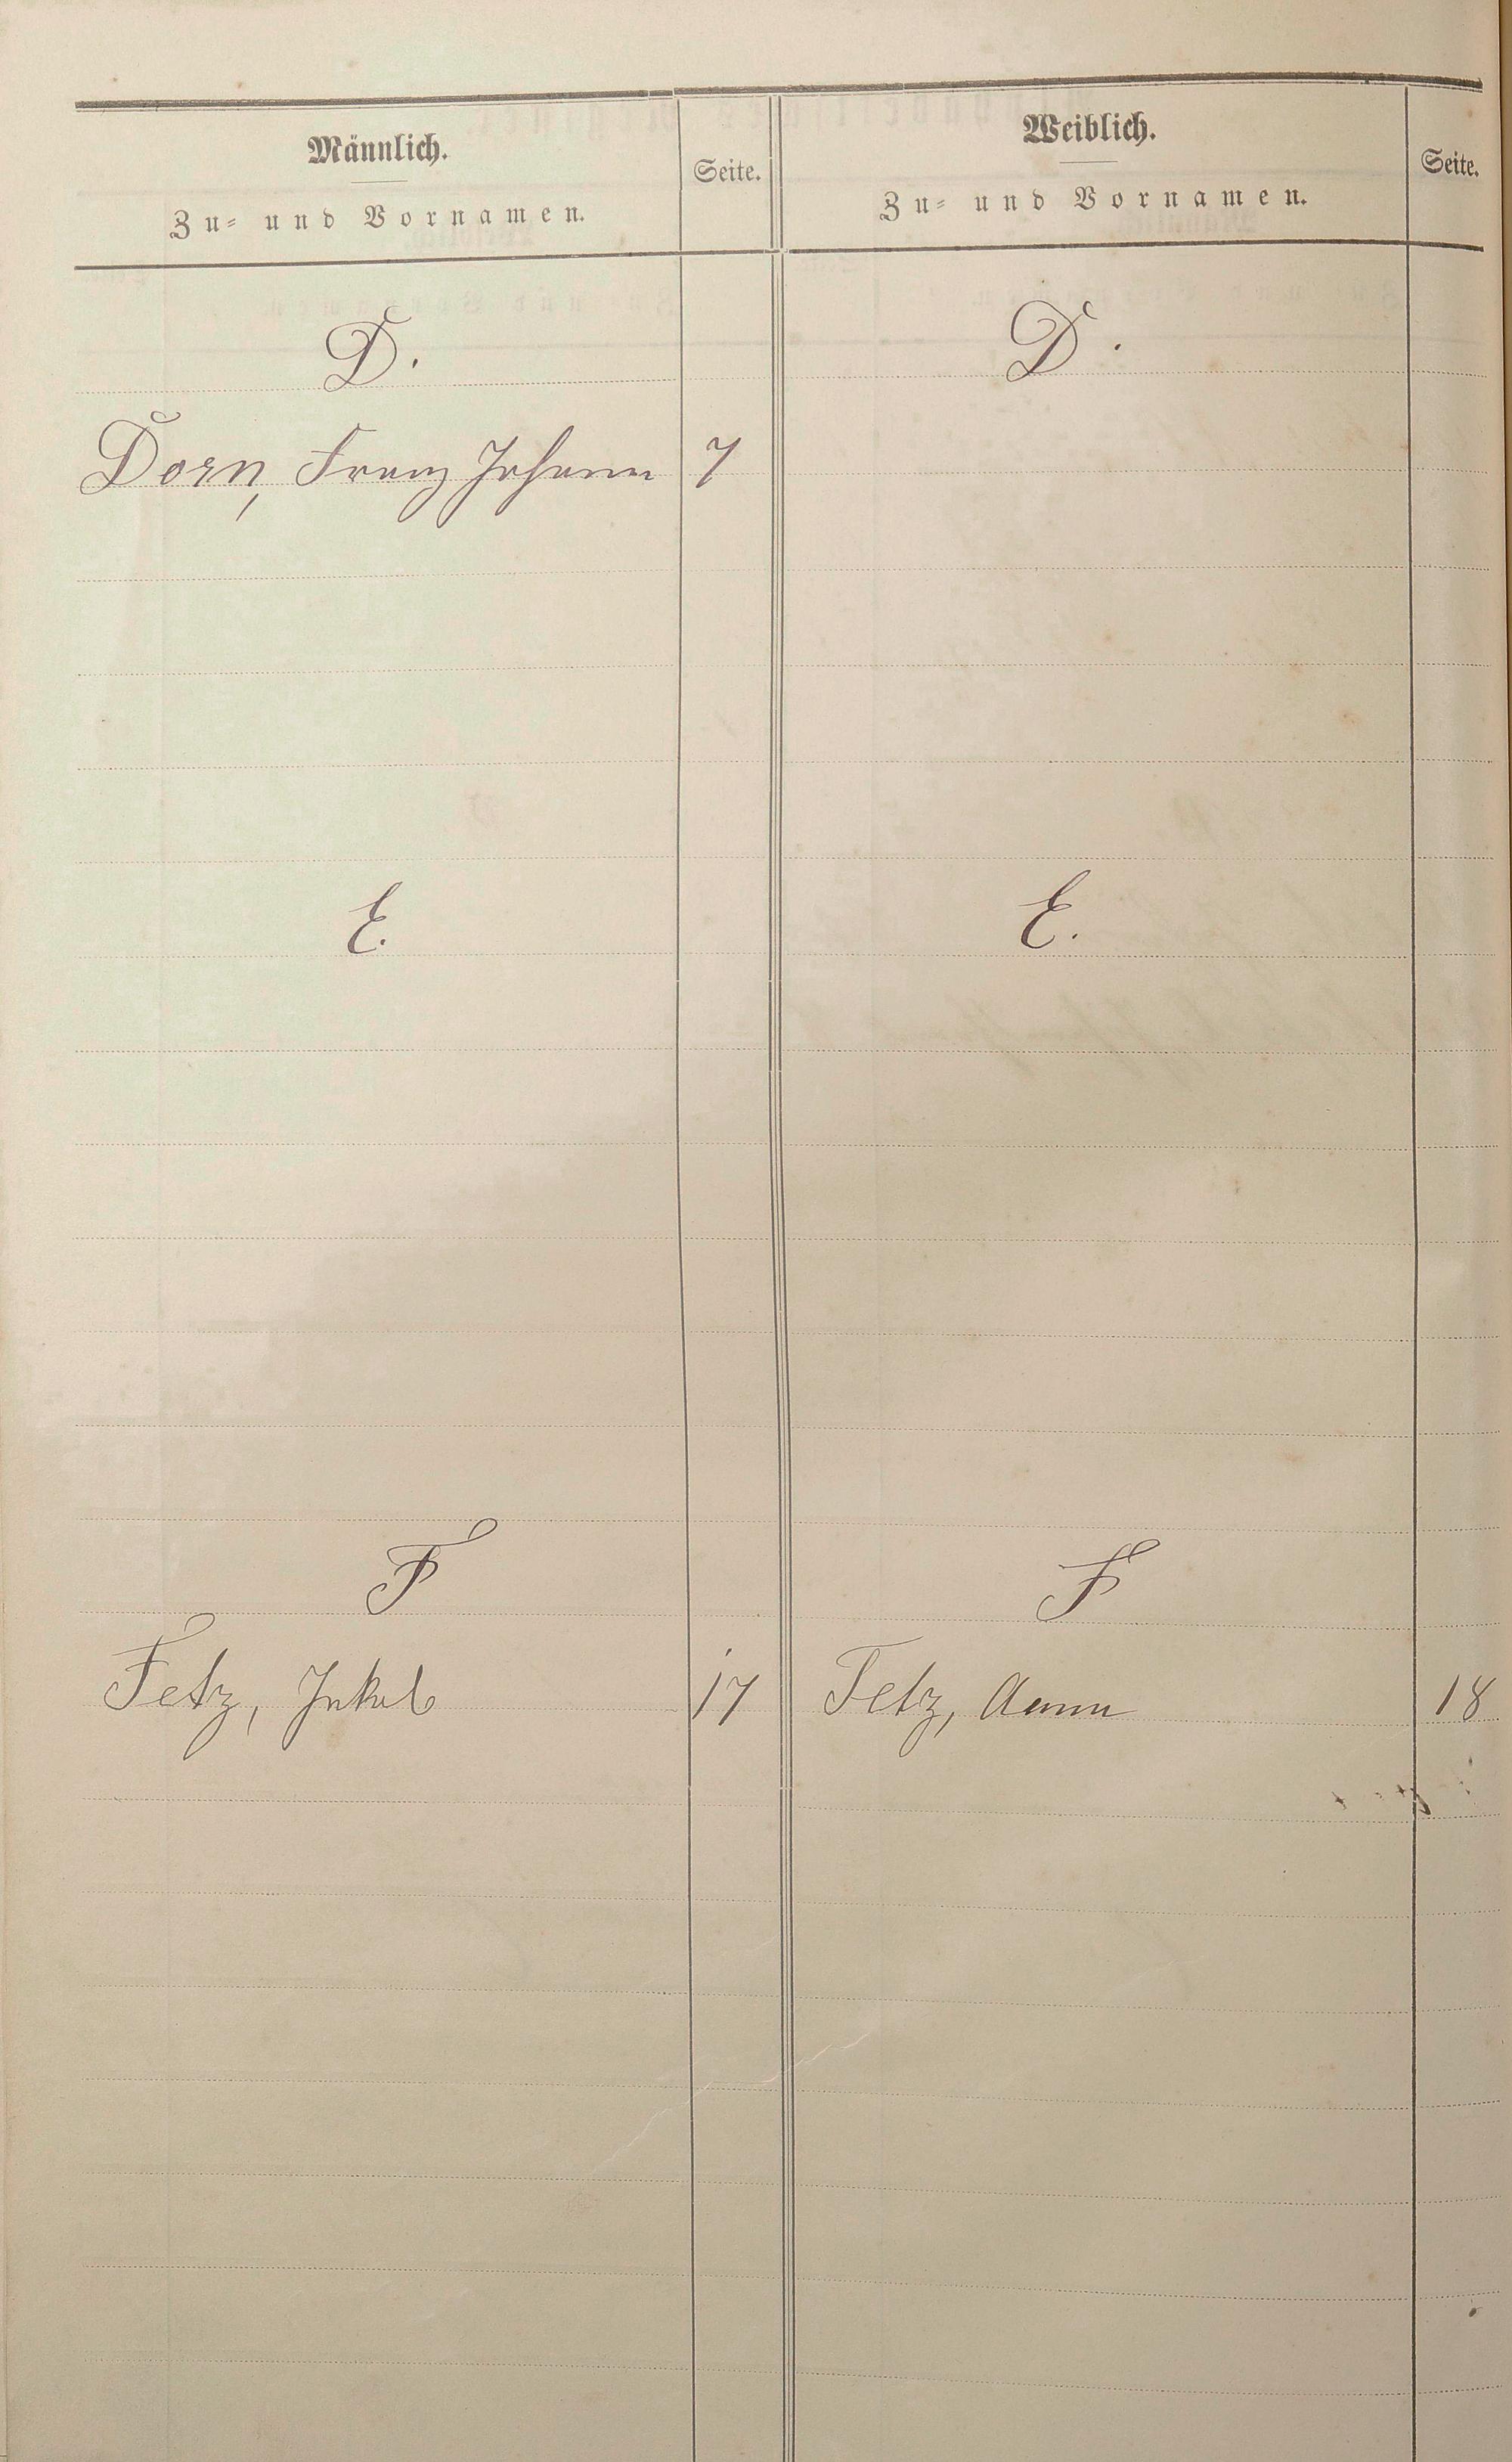 Männlich.
Zu- und Vornamen.
Seite.
Weiblich.
Zu- und Vornamen.
Seite.
D.
D.
Dorn, Franz Johann 7
E.
E.
F
F
Fetz, Jakob 17
Fetz, Anna 18